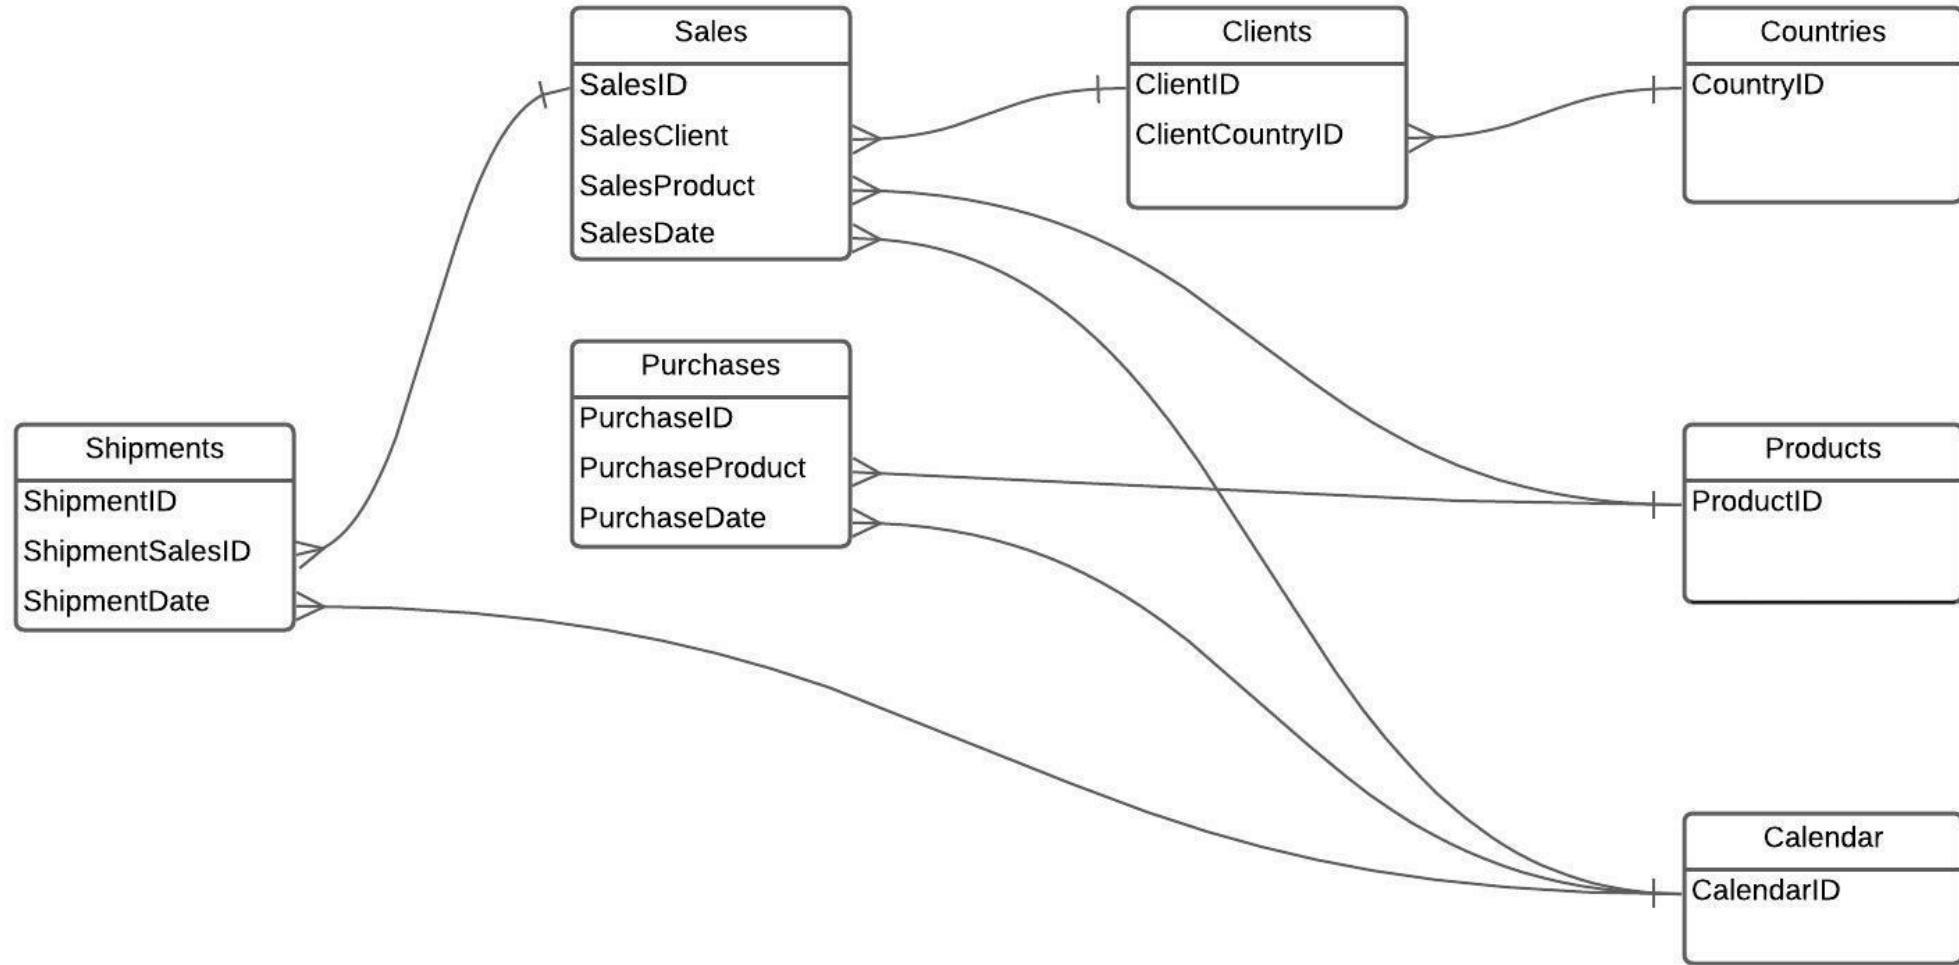 Sales
SalesID
SalesClient
SalesProduct
SalesDate
Clients
ClientID
ClientCountryID
Countries
CountryID
Purchases
PurchaseID
PurchaseProduct
PurchaseDate
Shipments
ShipmentID
ShipmentSalesID
ShipmentDate
Products
ProductID
Calendar
CalendarID